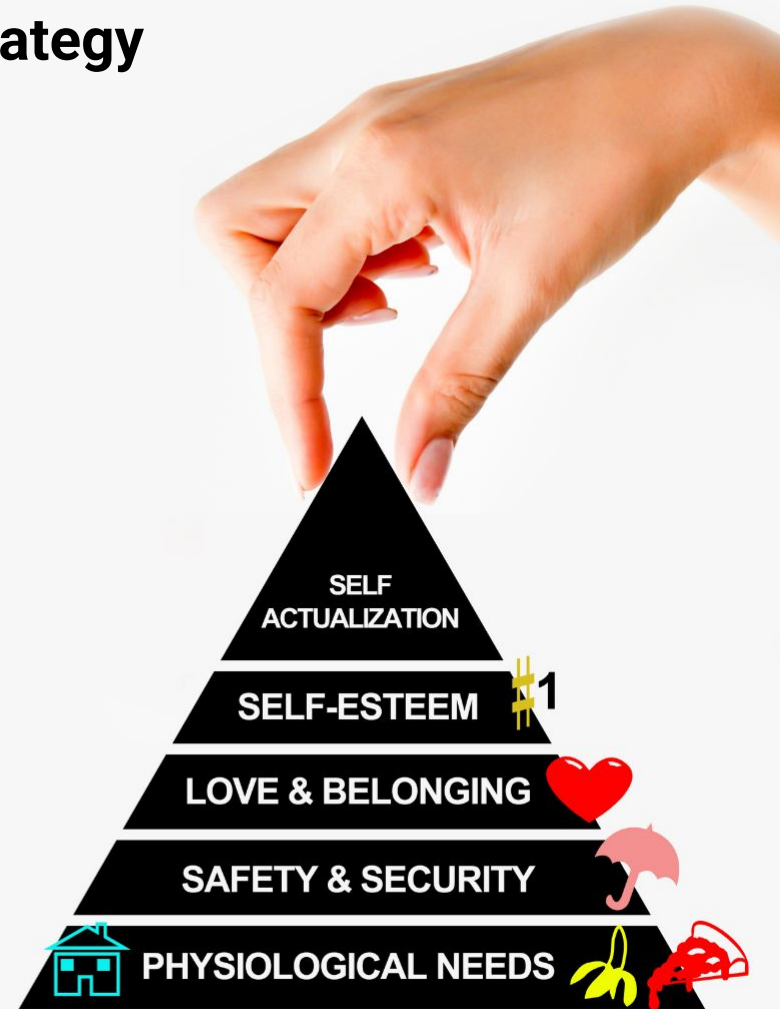 ategy
SELF
ACTUALIZATION
SELF-ESTEEM #1
LOVE & BELONGING
SAFETY & SECURITY
PHYSIOLOGICAL NEEDS